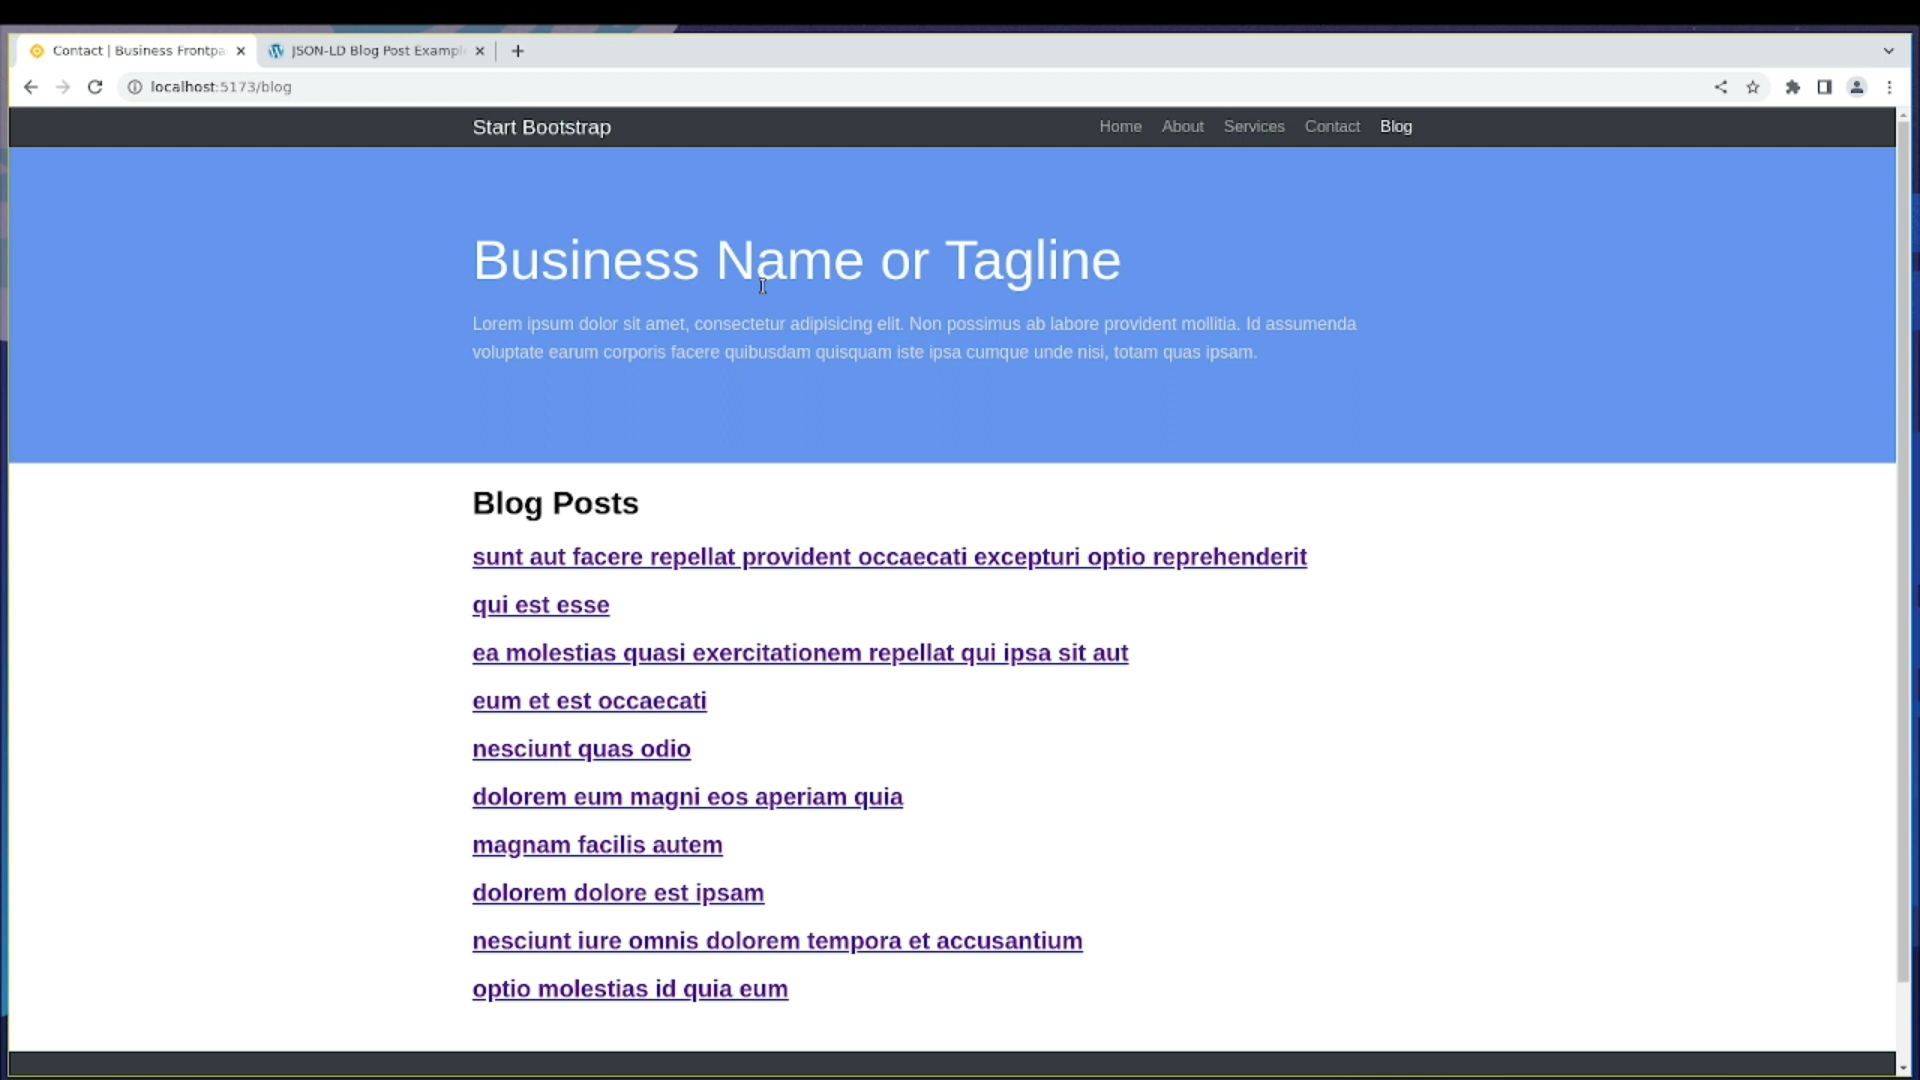 Contact | Business Frontpa
JSON-LD Blog Post Exampl
localhost:5173/blog
Start Bootstrap
Home About Services Contact Blog
Business Name or Tagline
Lorem ipsum dolor sit amet, consectetur adipisicing elit. Non possimus ab labore provident mollitia. Id assumenda
voluptate earum corporis facere quibusdam quisquam iste ipsa cumque unde nisi, totam quas ipsam.
Blog Posts
sunt aut facere repellat provident occaecati excepturi optio reprehenderit
qui est esse
ea molestias quasi exercitationem repellat qui ipsa sit aut
eum et est occaecati
nesciunt quas odio
dolorem eum magni eos aperiam quia
magnam facilis autem
dolorem dolore est ipsam
nesciunt iure omnis dolorem tempora et accusantium
optio molestias id quia eum